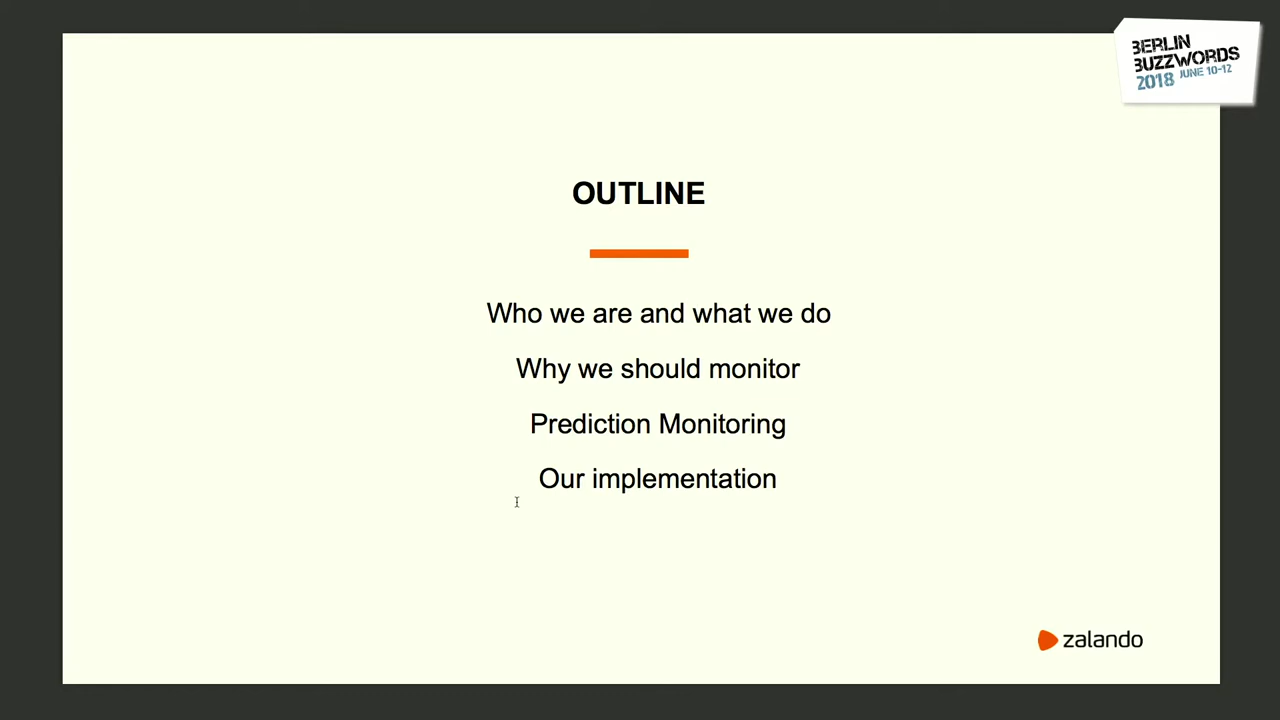 BERLIN
BUZZWORDS
2018 JUNE 10-12
OUTLINE
Who we are and what we do
Why we should monitor
Prediction Monitoring
Our implementation
zalando